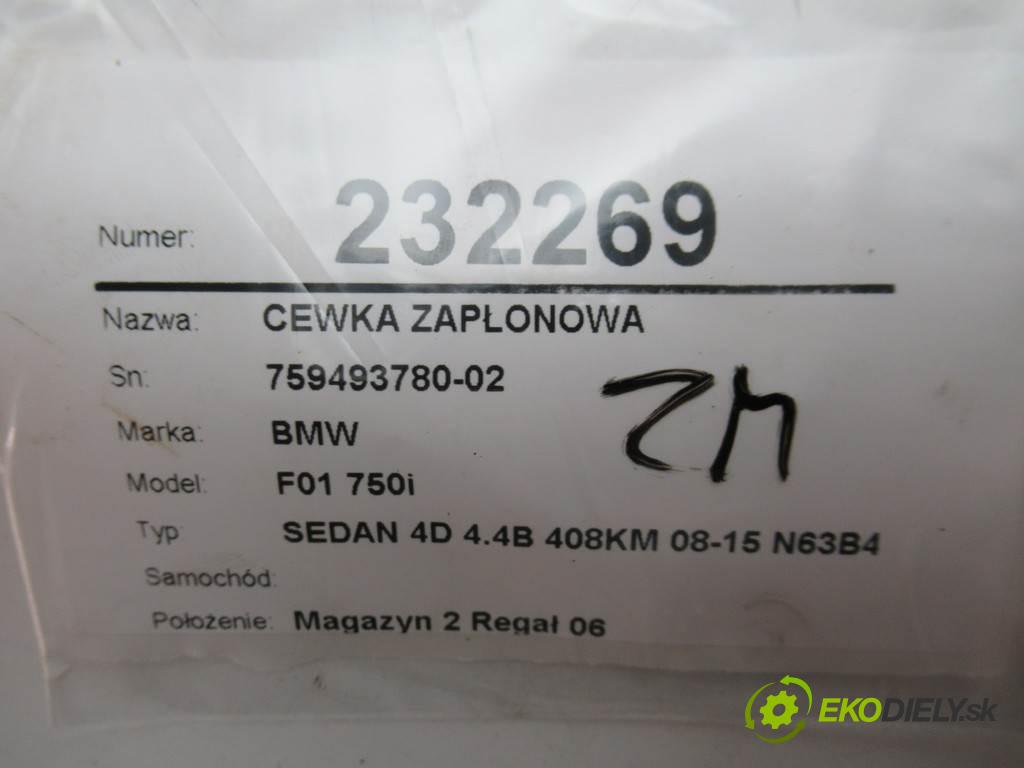 Numer: 232269
Nazwa: CEWKA ZAPŁONOWA
Sn: 759493780-02
Marka: BMW
Model: F01 750i
Typ SEDAN 4D 4.4B 408KM 08-15 N63B4
Samochód:
Położenie: Magazyn 2 Regał 06
EKODIELY.sk